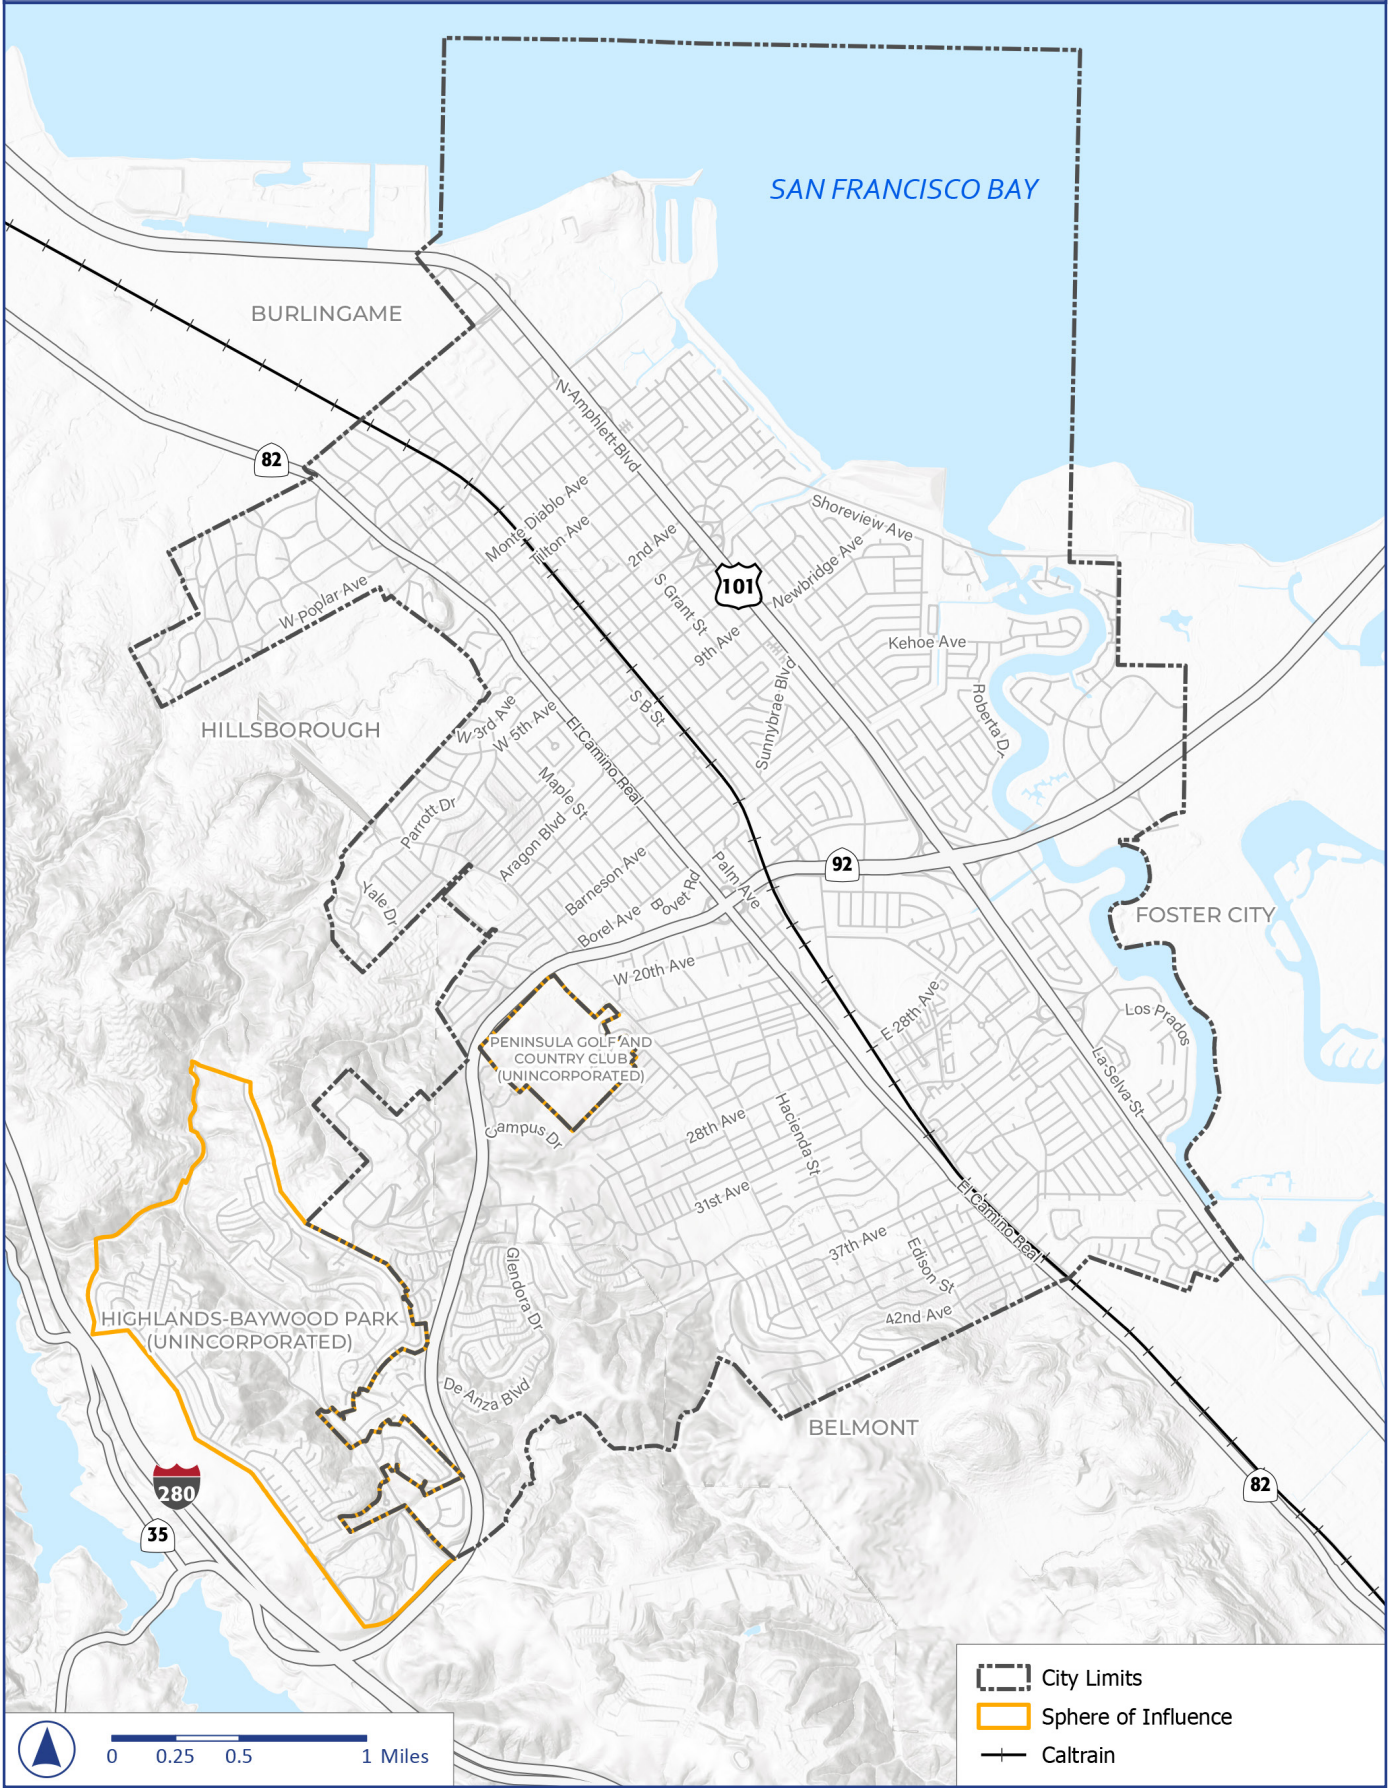 SAN FRANCISCO BAY
BURLINGAME
N Amphlett Blvd
82
Monte Diablo Ave
Tilton Ave
2nd Ave
Shoreview Ave
Newbridge Ave
101
S Grant St
W Poplar Ave
9th Ave
Kehoe Ave
Sunnybrae Blvd
Roberta Dr
HILLSBOROUGH
W 3rd Ave
W 5th Ave
S B St
El Camino Real
Maple St
Parrott Dr
Aragon Blvd
Barneson Ave
Palm Ave
92
Bovet Rd
Yale Dr
Borel Ave
FOSTER CITY
W 20th Ave
E 28th Ave
Los Prados
PENINSULA GOLF AND
COUNTRY CLUB
(UNINCORPORATED)
La Selva St
Campus Dr
28th Ave
Hacienda St
31st Ave
El Camino Real
37th Ave
Edison St
Glendora Dr
42nd Ave
HIGHLANDS-BAYWOOD PARK
(UNINCORPORATED)
De Anza Blvd
BELMONT
280
82
35
City Limits
Sphere of Influence
Caltrain
0 0.25 0.5 1 Miles